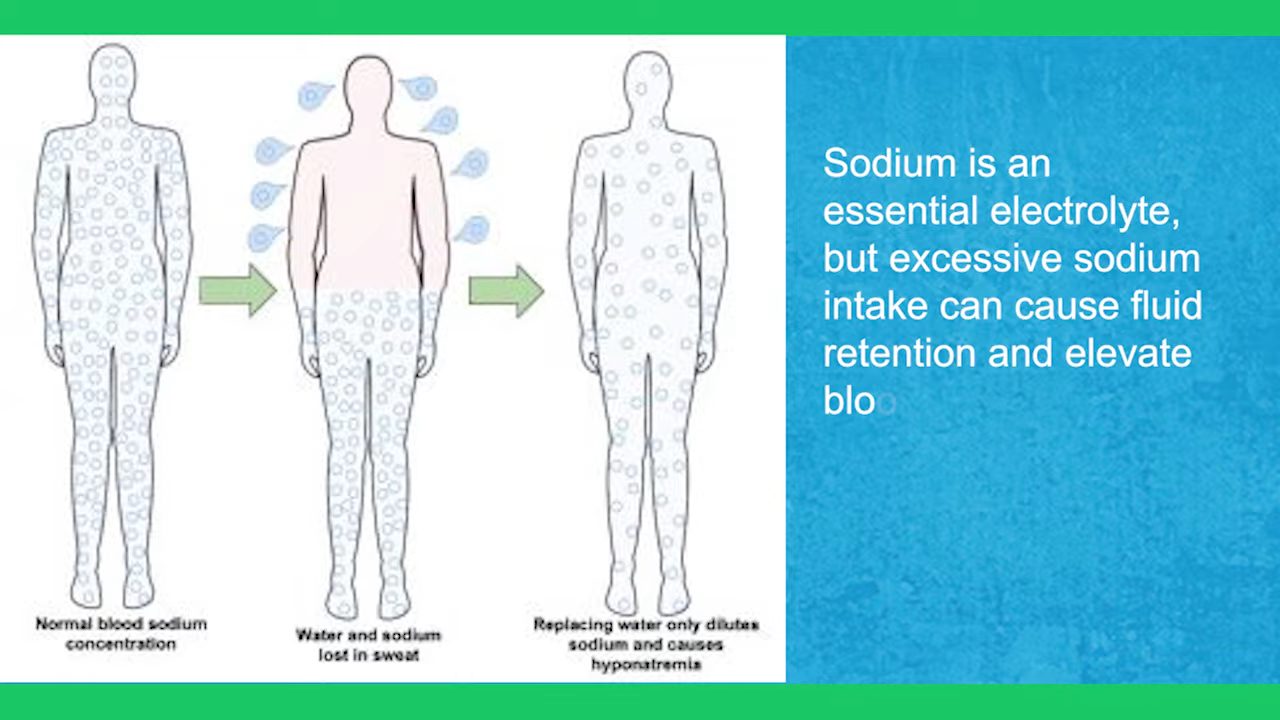 Sodium is an
essential electrolyte,
but excessive sodium
intake can cause fluid
retention and elevate
bloo
Normal blood sodium
concentration
Water and sodium
lost in sweat
Replacing water only dilutes
sodium and causes
hyponatremia